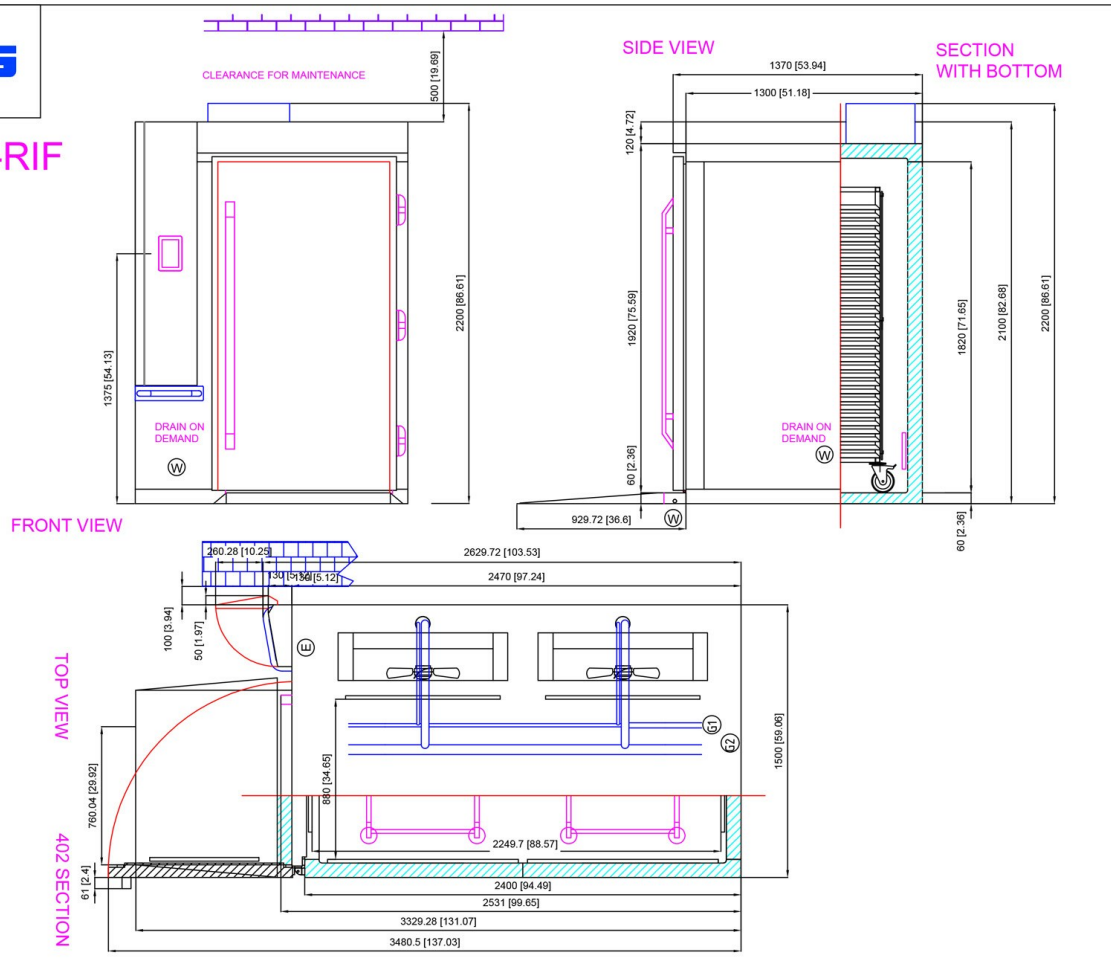 -RIF
CLEARANCE FOR MAINTENANCE
500 [19.69]
2200 [86.61]
1375 [54.13]
DRAIN ON
DEMAND
W
FRONT VIEW
SIDE VIEW
SECTION
WITH BOTTOM
1370 [53.94]
1300 [51.18]
120 [4.72]
1920 [75.59]
60 [2.36]
1820 [71.65]
2100 [82.68]
2200 [86.61]
60 [2.36]
DRAIN ON
DEMAND
W
W
929.72 [36.6]
260.28 [10.25]
2629.72 [103.53]
130 [5.12]
2470 [97.24]
100 [3.94]
50 [1.97]
E
G1
G2
TOP VIEW
402 SECTION
760.04 [29.92]
61 [2.4]
880 [34.65]
1500 [59.06]
2249.7 [88.57]
2400 [94.49]
2531 [99.65]
3329.28 [131.07]
3480.5 [137.03]